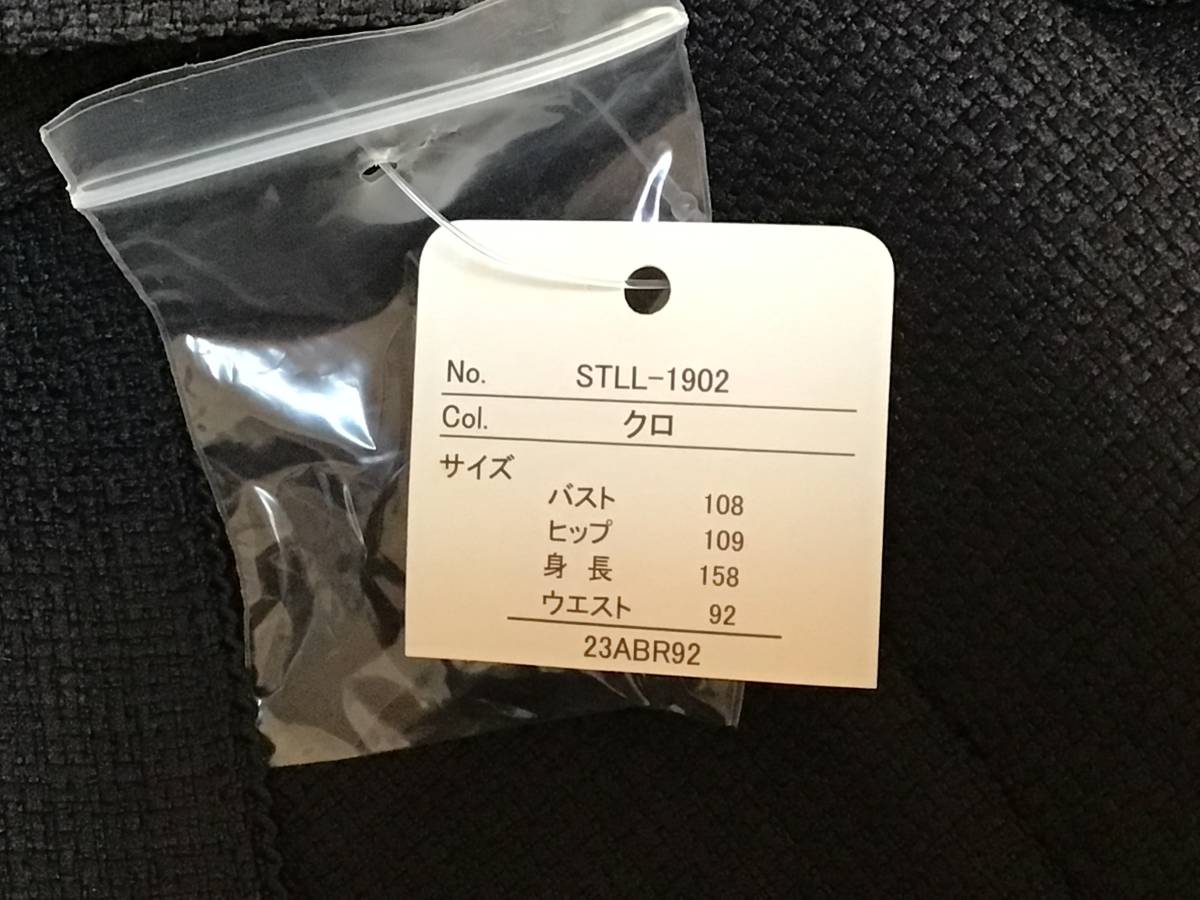 No. STLL-1902
Col. クロ
サイズ
バスト 108
ヒップ 109
身 長 158
ウエスト 92
23ABR92